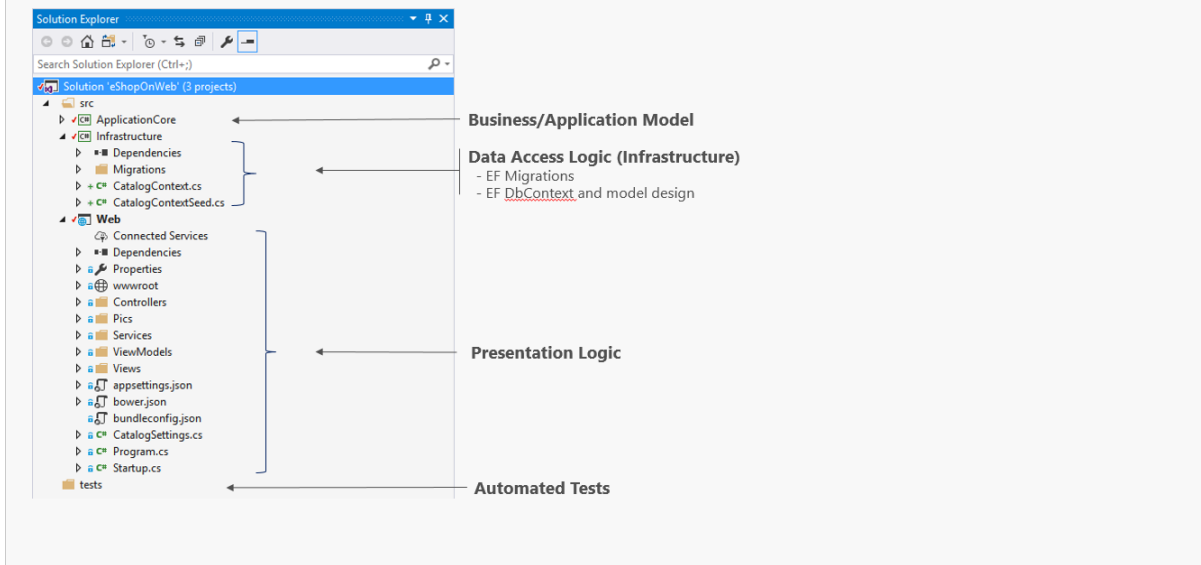 Solution Explorer
Search Solution Explorer (Ctrl+;)
Solution 'eShopOnWeb' (3 projects)
src
ApplicationCore
Business/Application Model
Infrastructure
Dependencies
Migrations
CatalogContext.cs
CatalogContextSeed.cs
Data Access Logic (Infrastructure)
- EF Migrations
- EF DbContext and model design
Web
Connected Services
Dependencies
Properties
wwwroot
Controllers
Pics
Services
ViewModels
Views
appsettings.json
bower.json
bundleconfig.json
CatalogSettings.cs
Program.cs
Startup.cs
Presentation Logic
tests
Automated Tests